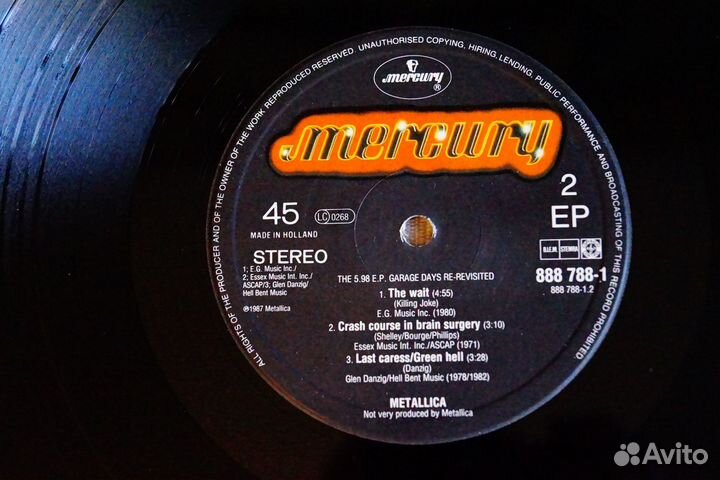 ALL RIGHTS OF THE PRODUCER AND OF THE OWNER OF THE WORK REPRODUCED RESERVED. UNAUTHORISED COPYING, HIRING, LENDING, PUBLIC PERFORMANCE AND BROADCASTING OF THIS RECORD PROHIBITED.
mercury ®
mercury
45
LC 0268
MADE IN HOLLAND
STEREO
1; E.G. Music Inc./
2; Essex Music Int. Inc./
ASCAP/3; Glen Danzig/
Hell Bent Music
℗1987 Metallica
2
EP
B.I.E.M. STEMRA
888 788-1
888 788-1.2
THE 5.98 E.P. GARAGE DAYS RE-REVISITED
1. The wait (4:55)
(Killing Joke)
E.G. Music Inc. (1980)
2. Crash course in brain surgery (3:10)
(Shelley/Bourge/Phillips)
Essex Music Int. Inc./ASCAP (1971)
3. Last caress/Green hell (3:28)
(Danzig)
Glen Danzig/Hell Bent Music (1978/1982)
METALLICA
Not very produced by Metallica
Avito